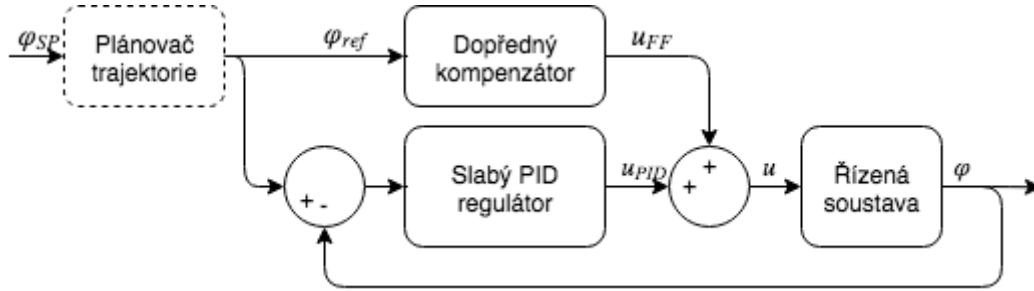 φSP
Plánovač
trajektorie
φref
Dopředný
kompenzátor
uFF
+ -
Slabý PID
regulátor
uPID
+
+
u
Řízená
soustava
φ